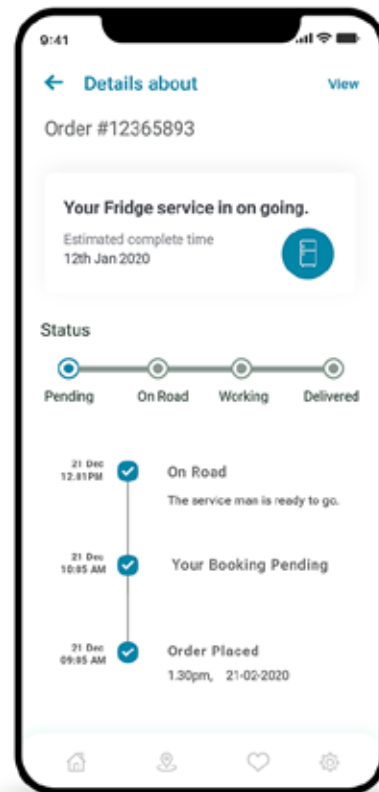 9:41
Details about View
Order #12365893
Your Fridge service in on going.
Estimated complete time
12th Jan 2020
Status
Pending On Road Working Delivered
21 Dec
12.01PM
On Road
The service man is ready to go.
21 Dec
10:05 AM
Your Booking Pending
21 Dec
09:05 AM
Order Placed
1.30pm, 21-02-2020